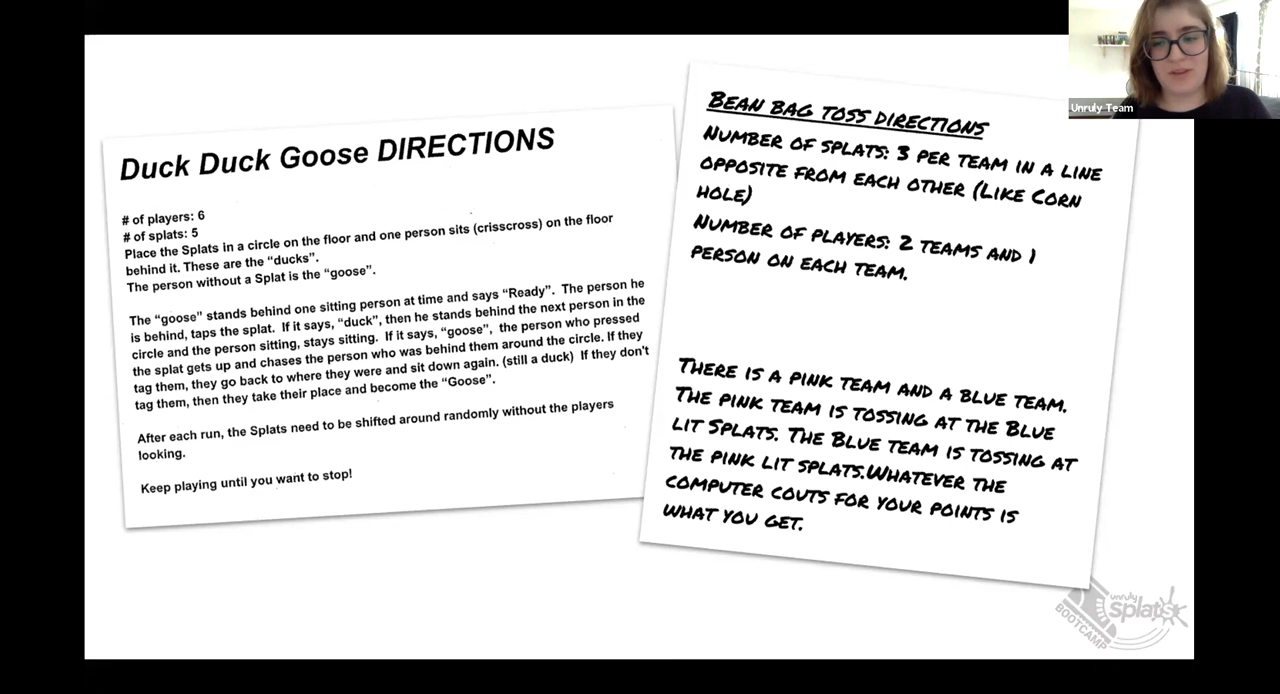 Duck Duck Goose DIRECTIONS
# of players: 6
# of splats: 5
Place the Splats in a circle on the floor and one person sits (crisscross) on the floor
behind it. These are the “ducks”.
The person without a Splat is the “goose”.
The “goose” stands behind one sitting person at time and says “Ready”.  The person he
is behind, taps the splat.  If it says, “duck”, then he stands behind the next person in the
circle and the person sitting, stays sitting.  If it says, “goose”,  the person who pressed
the splat gets up and chases the person who was behind them around the circle. If they
tag them, they go back to where they were and sit down again. (still a duck)  If they don't
tag them, then they take their place and become the “Goose”.
After each run, the Splats need to be shifted around randomly without the players
looking.
Keep playing until you want to stop!
BEAN BAG TOSS DIRECTIONS
NUMBER OF SPLATS: 3 PER TEAM IN A LINE
OPPOSITE FROM EACH OTHER (LIKE CORN
HOLE)
NUMBER OF PLAYERS: 2 TEAMS AND 1
PERSON ON EACH TEAM.
THERE IS A PINK TEAM AND A BLUE TEAM.
THE PINK TEAM IS TOSSING AT THE BLUE
LIT SPLATS. THE BLUE TEAM IS TOSSING AT
THE PINK LIT SPLATS.WHATEVER THE
COMPUTER COUTS FOR YOUR POINTS IS
WHAT YOU GET.
Unruly Team
unruly
splats
BOOTCAMP